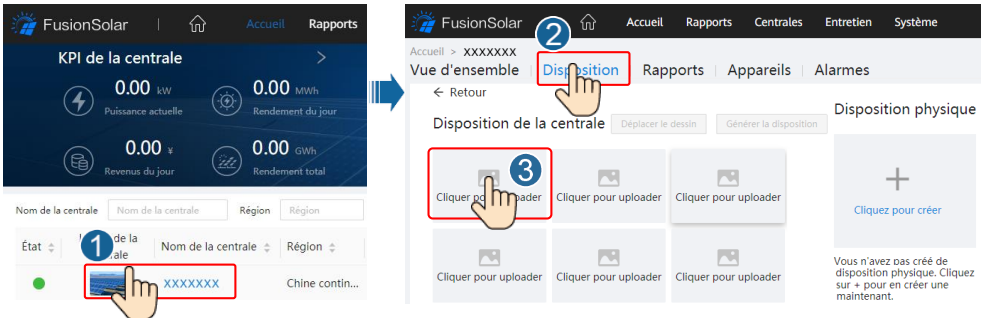 FusionSolar
Accueil
Rapports
KPI de la centrale
0.00 kW
Puissance actuelle
0.00 MWh
Rendement du jour
0.00 ¥
Revenus du jour
0.00 GWh
Rendement total
Nom de la centrale
Nom de la centrale
Région
Région
État
de la
Nom de la centrale
Région
1
XXXXXXX
Chine contin...
FusionSolar
2
Accueil
Rapports
Centrales
Entretien
Système
Accueil > XXXXXXX
Vue d'ensemble
Disposition
Rapports
Appareils
Alarmes
← Retour
Disposition de la centrale
Déplacer le dessin
Générer la disposition
3
Cliquer pour uploader
Cliquer pour uploader
Cliquer pour uploader
Cliquer pour uploader
Cliquer pour uploader
Cliquer pour uploader
Disposition physique
Cliquez pour créer
Vous n'avez pas créé de
disposition physique. Cliquez
sur + pour en créer une
maintenant.